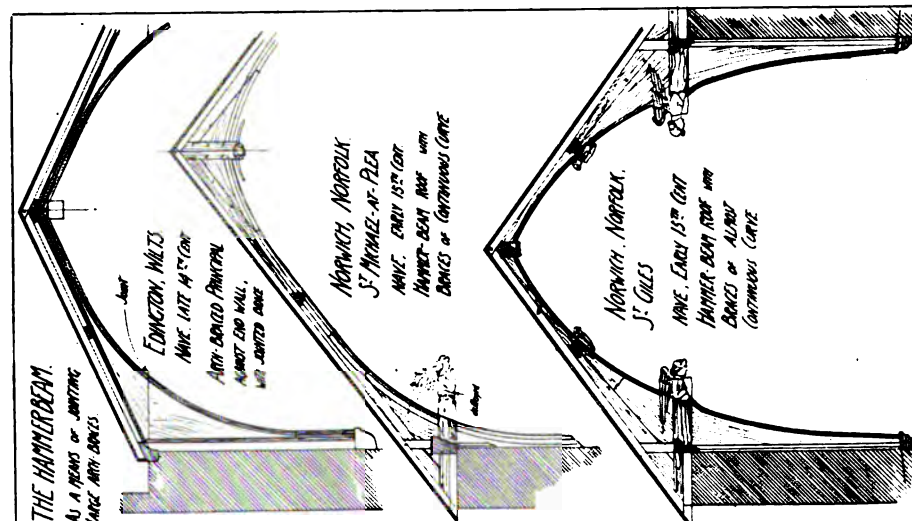 THE HAMMERBEAM.
AS A MEANS OF JOINTING
LARGE ARCH BRACES.
JOINT
EDINGTON, WILTS.
NAVE LATE 14TH CENT
ARCH-BRACED PRINCIPAL
AGAINST END WALL,
WITH JOINTED BRACE
NORWICH, NORFOLK
ST MICHAEL-AT-PLEA
NAVE. EARLY 15TH CENT.
HAMMER-BEAM ROOF WITH
BRACES OF CONTINUOUS CURVE
NORWICH. NORFOLK.
ST GILES
NAVE, EARLY 15TH CENT
HAMMER-BEAM ROOF WITH
BRACES OF ALMOST
CONTINUOUS CURVE